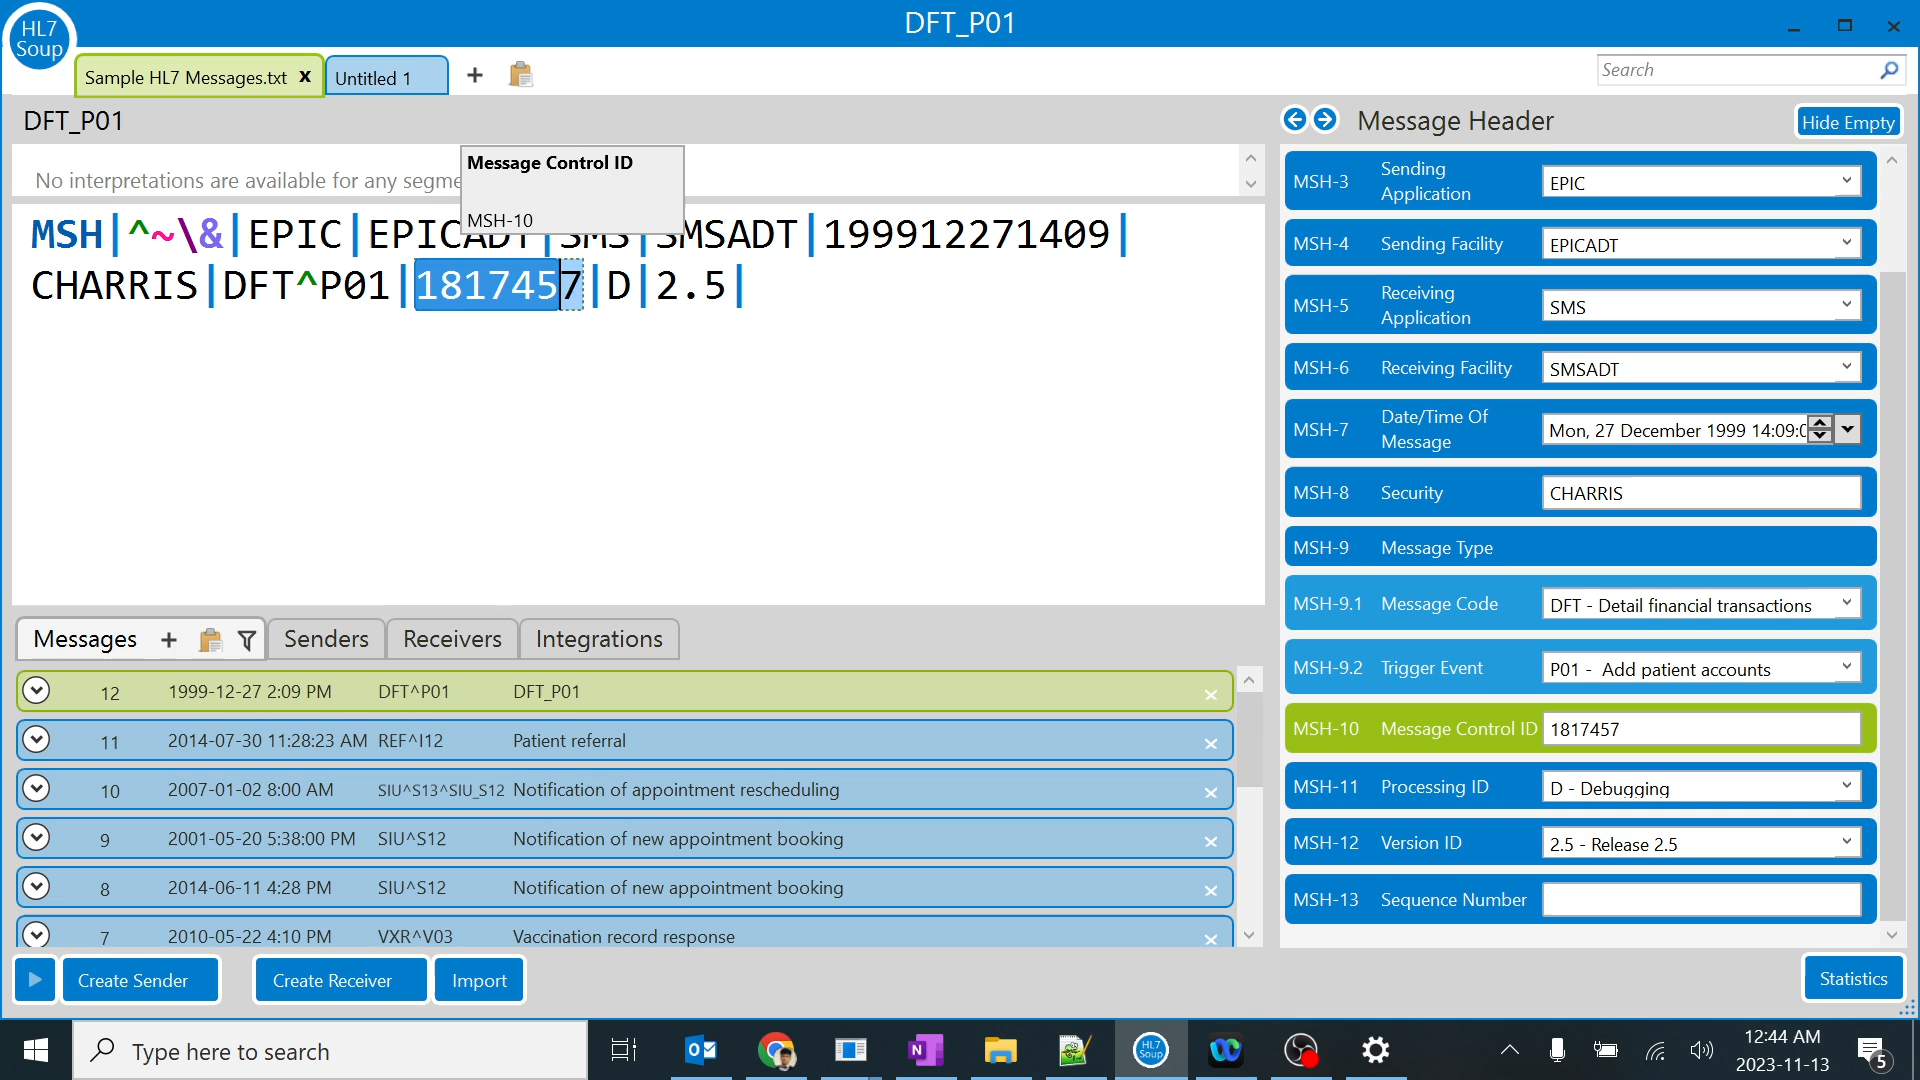 HL7
Soup
DFT_P01
Sample HL7 Messages.txt x
Untitled 1
+
Search
DFT_P01
Message Header
Hide Empty
No interpretations are available for any segme
Message Control ID
MSH-10
MSH|^~\&|EPIC|EPICADT|SMS|SMSADT|199912271409|
CHARRIS|DFT^P01|1817457|D|2.5|
MSH-3 Sending Application EPIC
MSH-4 Sending Facility EPICADT
MSH-5 Receiving Application SMS
MSH-6 Receiving Facility SMSADT
MSH-7 Date/Time Of Message Mon, 27 December 1999 14:09:0
MSH-8 Security CHARRIS
MSH-9 Message Type
MSH-9.1 Message Code DFT - Detail financial transactions
MSH-9.2 Trigger Event P01 - Add patient accounts
MSH-10 Message Control ID 1817457
MSH-11 Processing ID D - Debugging
MSH-12 Version ID 2.5 - Release 2.5
MSH-13 Sequence Number
Messages + Senders Receivers Integrations
12 1999-12-27 2:09 PM DFT^P01 DFT_P01
11 2014-07-30 11:28:23 AM REF^I12 Patient referral
10 2007-01-02 8:00 AM SIU^S13^SIU_S12 Notification of appointment rescheduling
9 2001-05-20 5:38:00 PM SIU^S12 Notification of new appointment booking
8 2014-06-11 4:28 PM SIU^S12 Notification of new appointment booking
7 2010-05-22 4:10 PM VXR^V03 Vaccination record response
Create Sender Create Receiver Import
Statistics
Type here to search
HL7
Soup
12:44 AM
2023-11-13
5